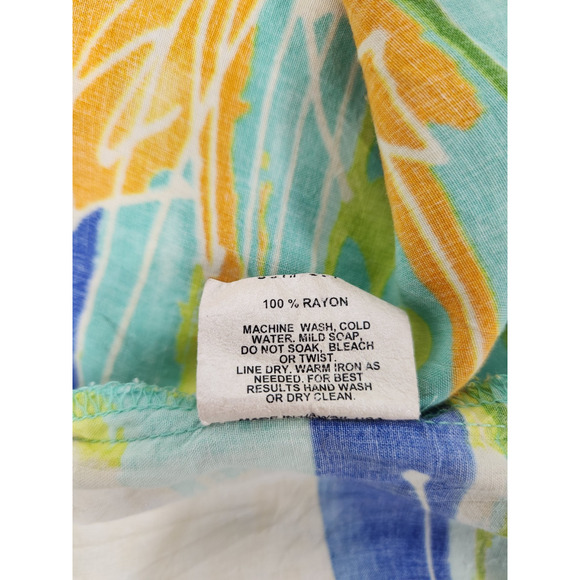 100 % RAYON
MACHINE WASH, COLD
WATER. MILD SOAP,
DO NOT SOAK, BLEACH
OR TWIST.
LINE DRY. WARM IRON AS
NEEDED. FOR BEST
RESULTS HAND WASH
OR DRY CLEAN.